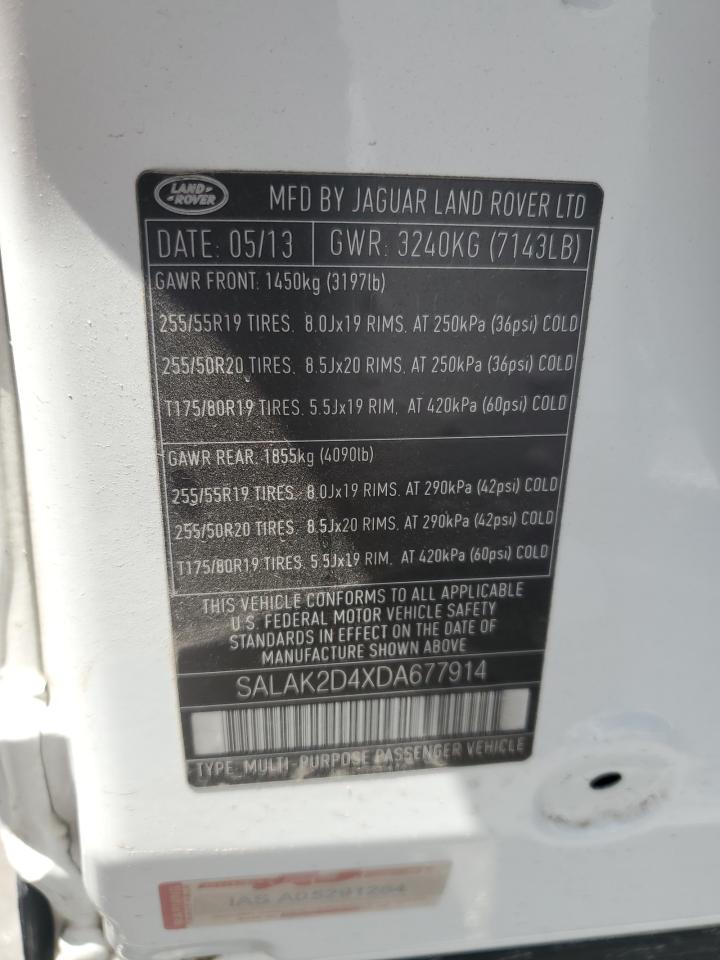 LAND ROVER MFD BY JAGUAR LAND ROVER LTD
DATE: 05/13 GWR: 3240KG (7143LB)
GAWR FRONT. 1450kg (3197lb)
255/55R19 TIRES. 8.0Jx19 RIMS. AT 250kPa (36psi) COLD
255/50R20 TIRES. 8.5Jx20 RIMS. AT 250kPa (36psi) COLD
T175/80R19 TIRES. 5.5Jx19 RIM. AT 420kPa (60psi) COLD
GAWR REAR. 1855kg (4090lb)
255/55R19 TIRES. 8.0Jx19 RIMS. AT 290kPa (42psi) COLD
255/50R20 TIRES. 8.5Jx20 RIMS. AT 290kPa (42psi) COLD
T175/80R19 TIRES. 5.5Jx19 RIM. AT 420kPa (60psi) COLD
THIS VEHICLE CONFORMS TO ALL APPLICABLE
U.S. FEDERAL MOTOR VEHICLE SAFETY
STANDARDS IN EFFECT ON THE DATE OF
MANUFACTURE SHOWN ABOVE
SALAK2D4XDA677914
TYPE: MULTI-PURPOSE PASSENGER VEHICLE
IAS A05291264